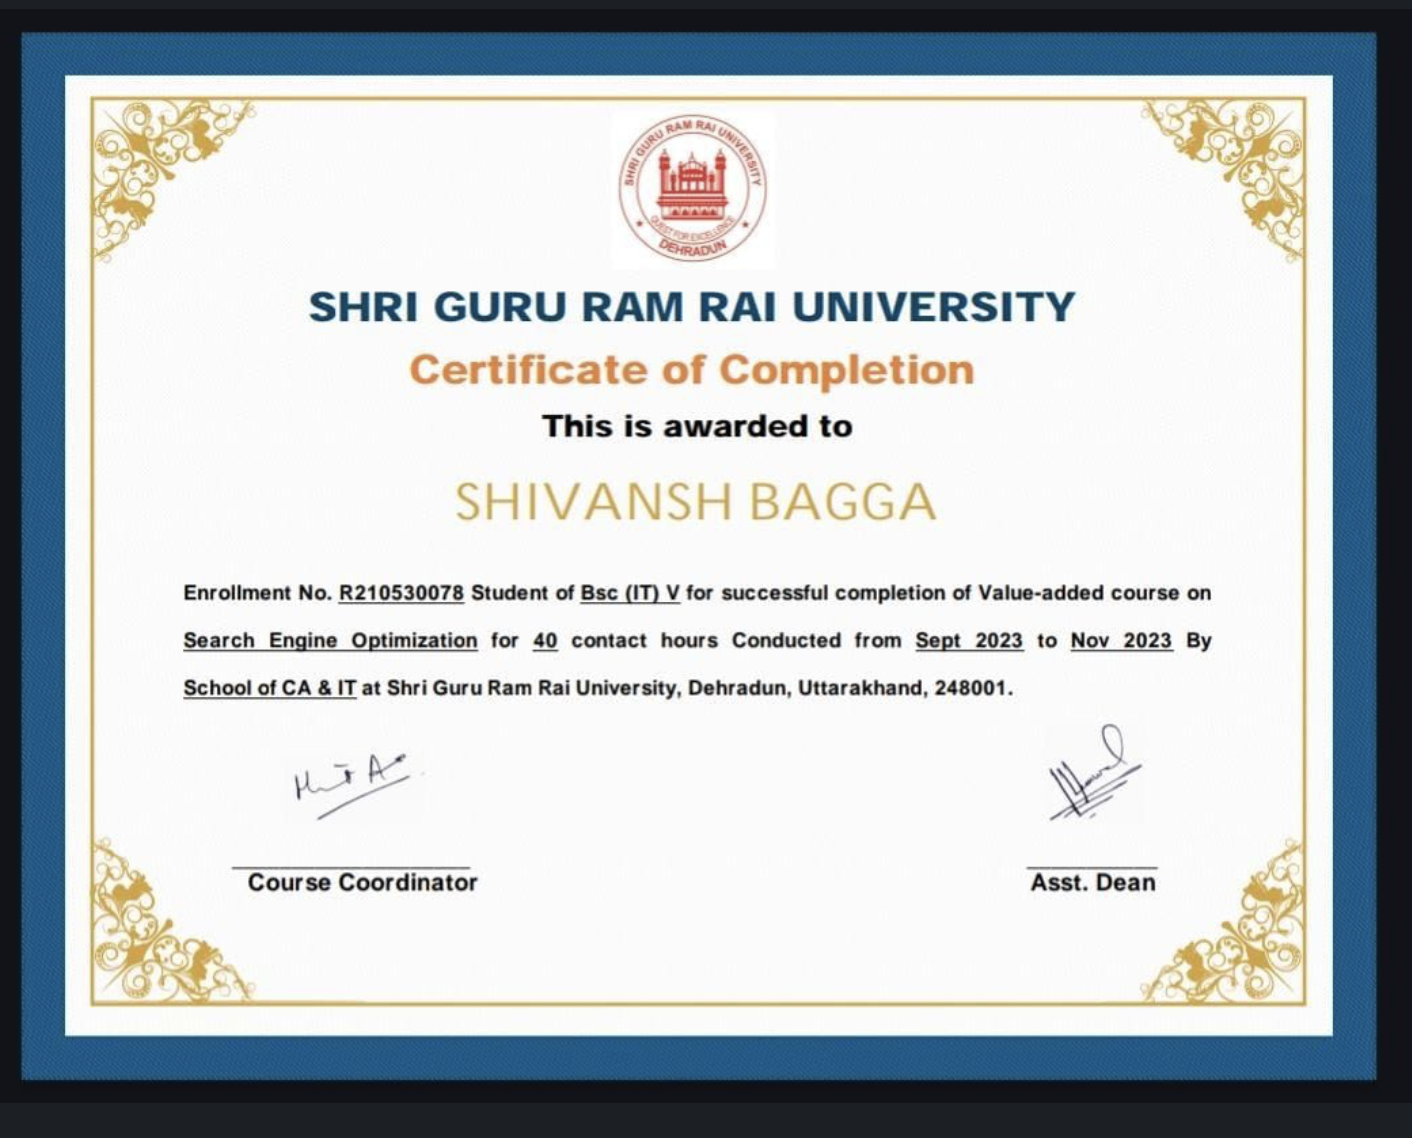 SHRI GURU RAM RAI UNIVERSITY
QUEST FOR EXCELLENCE
DEHRADUN
SHRI GURU RAM RAI UNIVERSITY
Certificate of Completion
This is awarded to
SHIVANSH BAGGA
Enrollment No. R210530078 Student of Bsc (IT) V for successful completion of Value-added course on
Search Engine Optimization for 40 contact hours Conducted from Sept 2023 to Nov 2023 By
School of CA & IT at Shri Guru Ram Rai University, Dehradun, Uttarakhand, 248001.
Course Coordinator
Asst. Dean